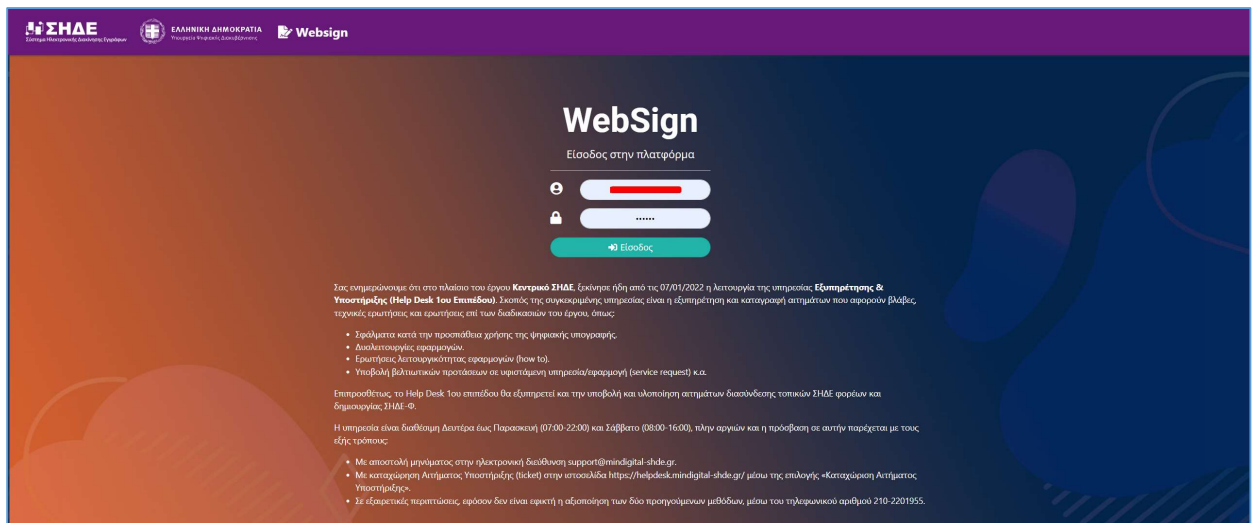 ΣΗΔΕ
Σύστημα Ηλεκτρονικής Διακίνησης Εγγράφων
ΕΛΛΗΝΙΚΗ ΔΗΜΟΚΡΑΤΙΑ
Υπουργείο Ψηφιακής Διακυβέρνησης
Websign
WebSign
Είσοδος στην πλατφόρμα
......
Είσοδος
Σας ενημερώνουμε ότι στο πλαίσιο του έργου Κεντρικό ΣΗΔΕ, ξεκίνησε ήδη από τις 07/01/2022 η λειτουργία της υπηρεσίας Εξυπηρέτησης &
Υποστήριξης (Help Desk 1ου Επιπέδου). Σκοπός της συγκεκριμένης υπηρεσίας είναι η εξυπηρέτηση και καταγραφή αιτημάτων που αφορούν βλάβες,
τεχνικές ερωτήσεις και ερωτήσεις επί των διαδικασιών του έργου, όπως:
• Σφάλματα κατά την προσπάθεια χρήσης της ψηφιακής υπογραφής.
• Δυσλειτουργίες εφαρμογών.
• Ερωτήσεις λειτουργικότητας εφαρμογών (how to).
• Υποβολή βελτιωτικών προτάσεων σε υφιστάμενη υπηρεσία/εφαρμογή (service request) κ.α.
Επιπροσθέτως, το Help Desk 1ου επιπέδου θα εξυπηρετεί και την υποβολή και υλοποίηση αιτημάτων διασύνδεσης τοπικών ΣΗΔΕ φορέων και
δημιουργίας ΣΗΔΕ-Φ.
Η υπηρεσία είναι διαθέσιμη Δευτέρα έως Παρασκευή (07:00-22:00) και Σάββατο (08:00-16:00), πλην αργιών και η πρόσβαση σε αυτήν παρέχεται με τους
εξής τρόπους:
• Με αποστολή μηνύματος στην ηλεκτρονική διεύθυνση support@mindigital-shde.gr.
• Με καταχώρηση Αιτήματος Υποστήριξης (ticket) στην ιστοσελίδα https://helpdesk.mindigital-shde.gr/ μέσω της επιλογής «Καταχώριση Αιτήματος
Υποστήριξης».
• Σε εξαιρετικές περιπτώσεις, εφόσον δεν είναι εφικτή η αξιοποίηση των δύο προηγούμενων μεθόδων, μέσω του τηλεφωνικού αριθμού 210-2201955.